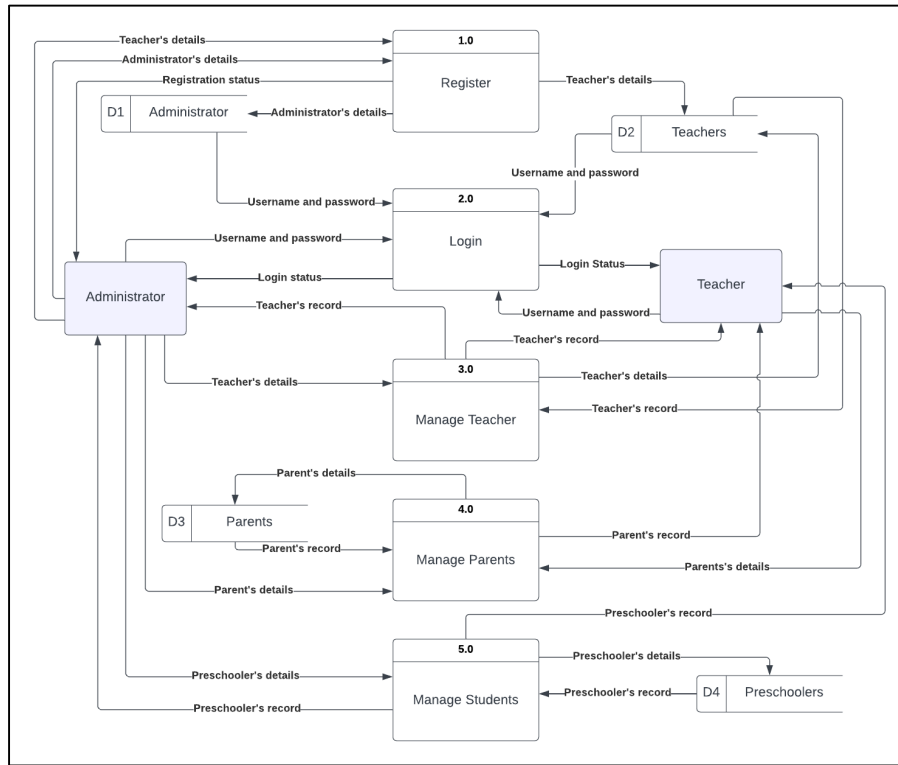 Teacher's details
1.0
Administrator's details
Registration status
Register
Teacher's details
D1
Administrator
Administrator's details
D2
Teachers
Username and password
2.0
Username and password
Username and password
Login
Login status
Login Status
Administrator
Teacher
Teacher's record
Username and password
Teacher's record
3.0
Teacher's details
Teacher's details
Manage Teacher
Teacher's record
Parent's details
4.0
D3
Parents
Parent's record
Manage Parents
Parent's record
Parents's details
Parent's details
Preschooler's record
5.0
Preschooler's details
Preschooler's details
Manage Students
Preschooler's record
D4
Preschoolers
Preschooler's record